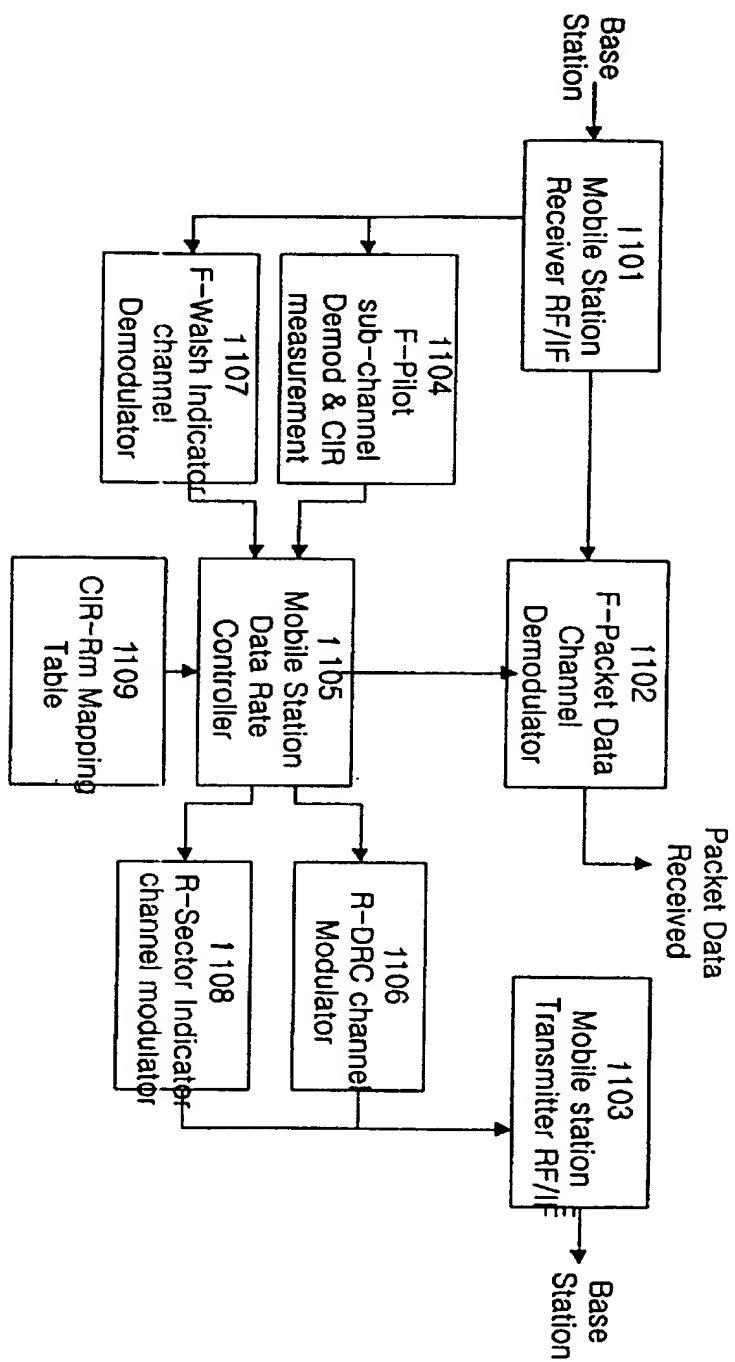 Base
Station
1101
Mobile Station
Receiver RF/IF
1102
F-Packet Data
Channel
Demodulator
Packet Data
Received
1103
Mobile station
Transmitter RF/IF
Base
Station
1104
F-Pilot
sub-channel
Demod & CIR
measurement
1105
Mobile Station
Data Rate
Controller
1106
R-DRC channel
Modulator
1107
F-Walsh Indicator
channel
Demodulator
1109
CIR-Rm Mapping
Table
1108
R-Sector Indicator
channel modulator